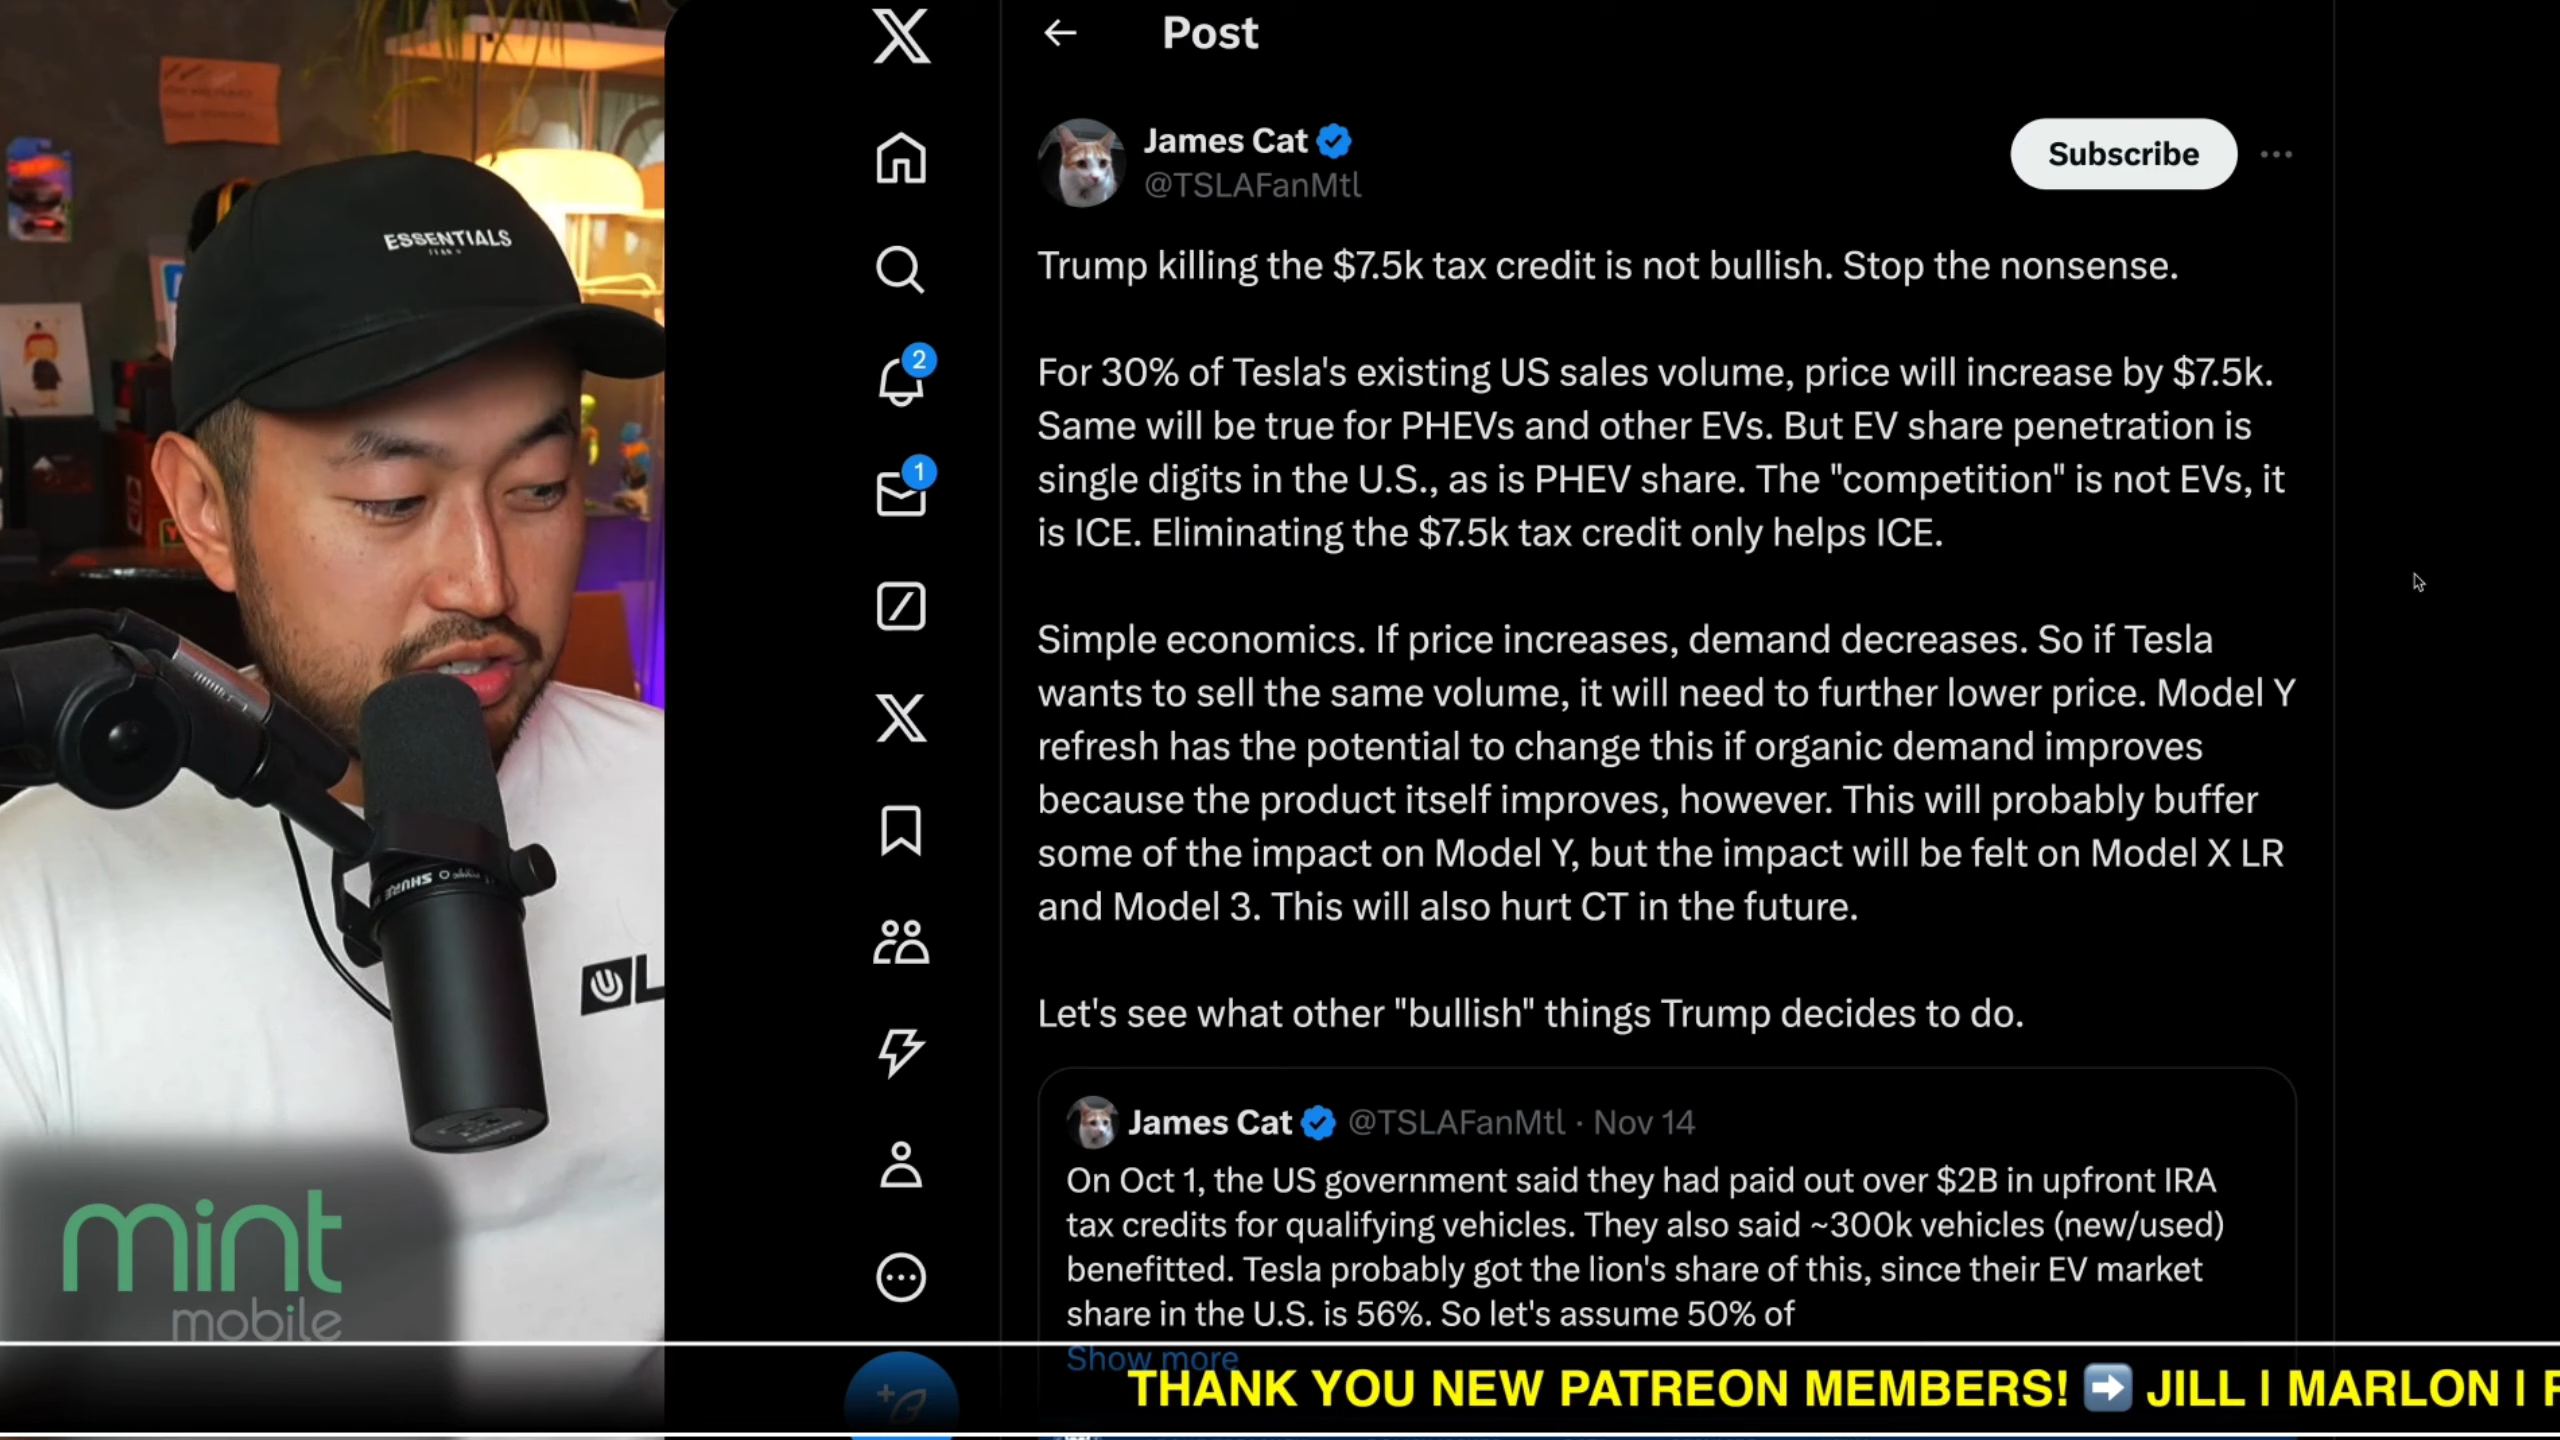 ESSENTIALS
SHURE
mint
mobile
Post
James Cat
@TSLAFanMtl
Subscribe
2
1
Trump killing the $7.5k tax credit is not bullish. Stop the nonsense.
For 30% of Tesla's existing US sales volume, price will increase by $7.5k.
Same will be true for PHEVs and other EVs. But EV share penetration is
single digits in the U.S., as is PHEV share. The "competition" is not EVs, it
is ICE. Eliminating the $7.5k tax credit only helps ICE.
Simple economics. If price increases, demand decreases. So if Tesla
wants to sell the same volume, it will need to further lower price. Model Y
refresh has the potential to change this if organic demand improves
because the product itself improves, however. This will probably buffer
some of the impact on Model Y, but the impact will be felt on Model X LR
and Model 3. This will also hurt CT in the future.
Let's see what other "bullish" things Trump decides to do.
James Cat @TSLAFanMtl · Nov 14
On Oct 1, the US government said they had paid out over $2B in upfront IRA
tax credits for qualifying vehicles. They also said ~300k vehicles (new/used)
benefitted. Tesla probably got the lion's share of this, since their EV market
share in the U.S. is 56%. So let's assume 50% of
Show more
THANK YOU NEW PATREON MEMBERS! ➡️ JILL | MARLON |